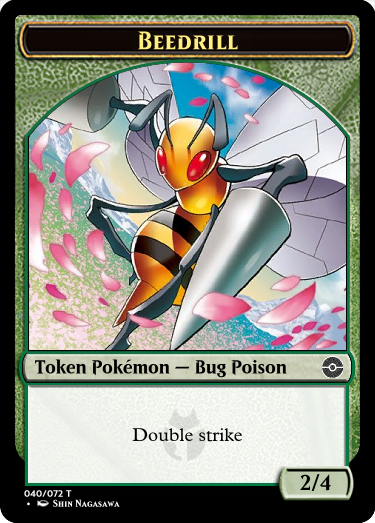 Beedrill
Token Pokémon — Bug Poison
Double strike
2/4
040/072 T
• Shin Nagasawa